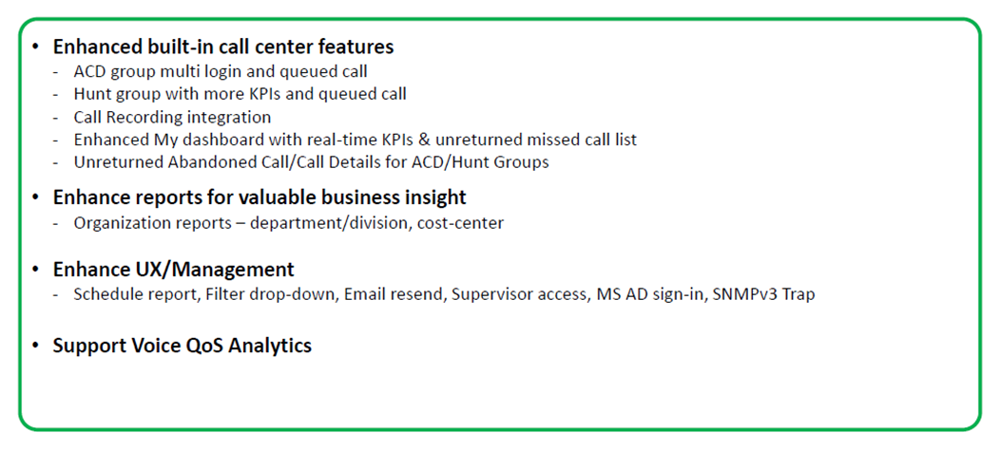 • Enhanced built-in call center features
- ACD group multi login and queued call
- Hunt group with more KPIs and queued call
- Call Recording integration
- Enhanced My dashboard with real-time KPIs & unreturned missed call list
- Unreturned Abandoned Call/Call Details for ACD/Hunt Groups
• Enhance reports for valuable business insight
- Organization reports – department/division, cost-center
• Enhance UX/Management
- Schedule report, Filter drop-down, Email resend, Supervisor access, MS AD sign-in, SNMPv3 Trap
• Support Voice QoS Analytics